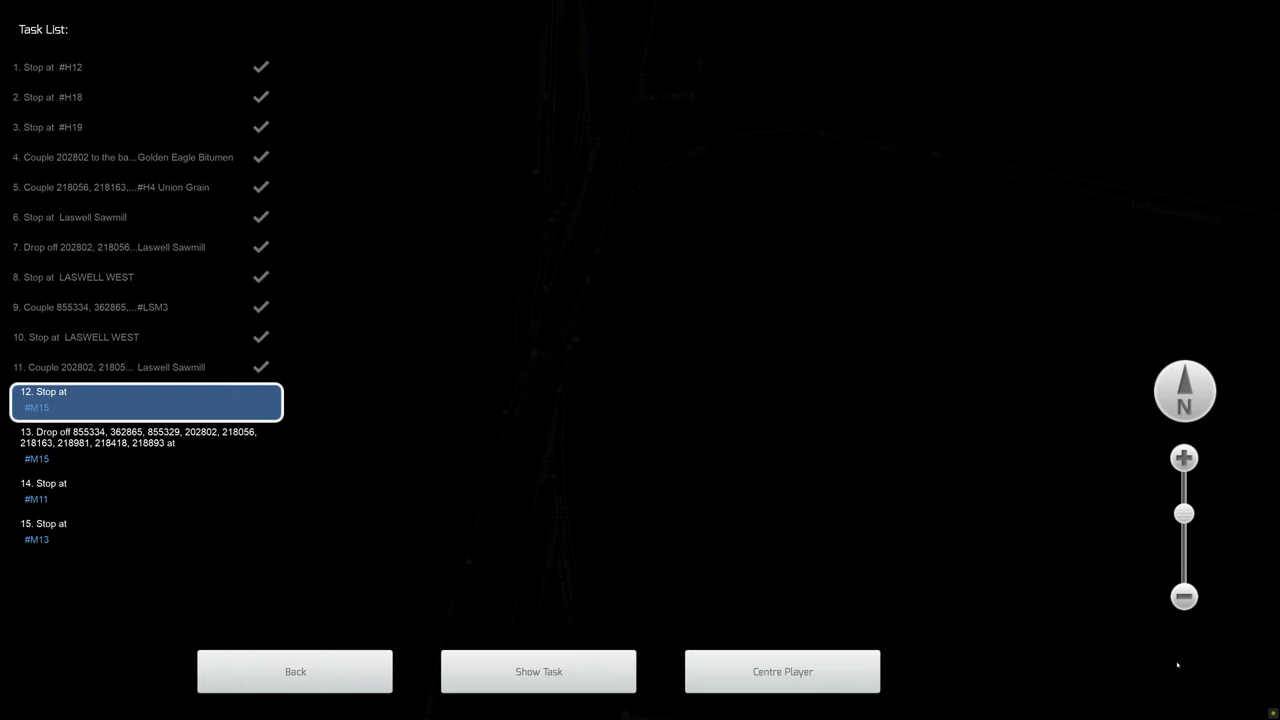 Task List:
1. Stop at  #H12
2. Stop at  #H18
3. Stop at  #H19
4. Couple 202802 to the ba... Golden Eagle Bitumen
5. Couple 218056, 218163,... #H4 Union Grain
6. Stop at  Laswell Sawmill
7. Drop off 202802, 218056... Laswell Sawmill
8. Stop at  LASWELL WEST
9. Couple 855334, 362865,... #LSM3
10. Stop at  LASWELL WEST
11. Couple 202802, 21805... Laswell Sawmill
12. Stop at
#M15
13. Drop off 855334, 362865, 855329, 202802, 218056,
218163, 218981, 218418, 218893 at
#M15
14. Stop at
#M11
15. Stop at
#M13
N
Back
Show Task
Centre Player